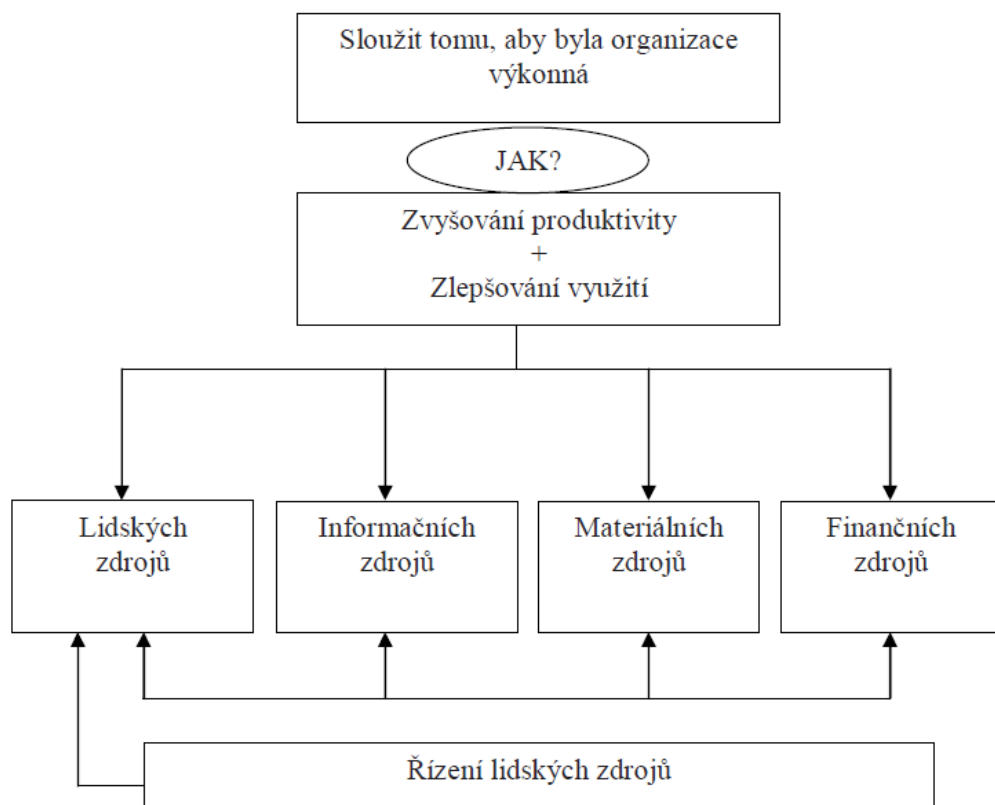 Sloužit tomu, aby byla organizace
výkonná
JAK?
Zvyšování produktivity
+
Zlepšování využití
Lidských
zdrojů
Informačních
zdrojů
Materiálních
zdrojů
Finančních
zdrojů
Řízení lidských zdrojů